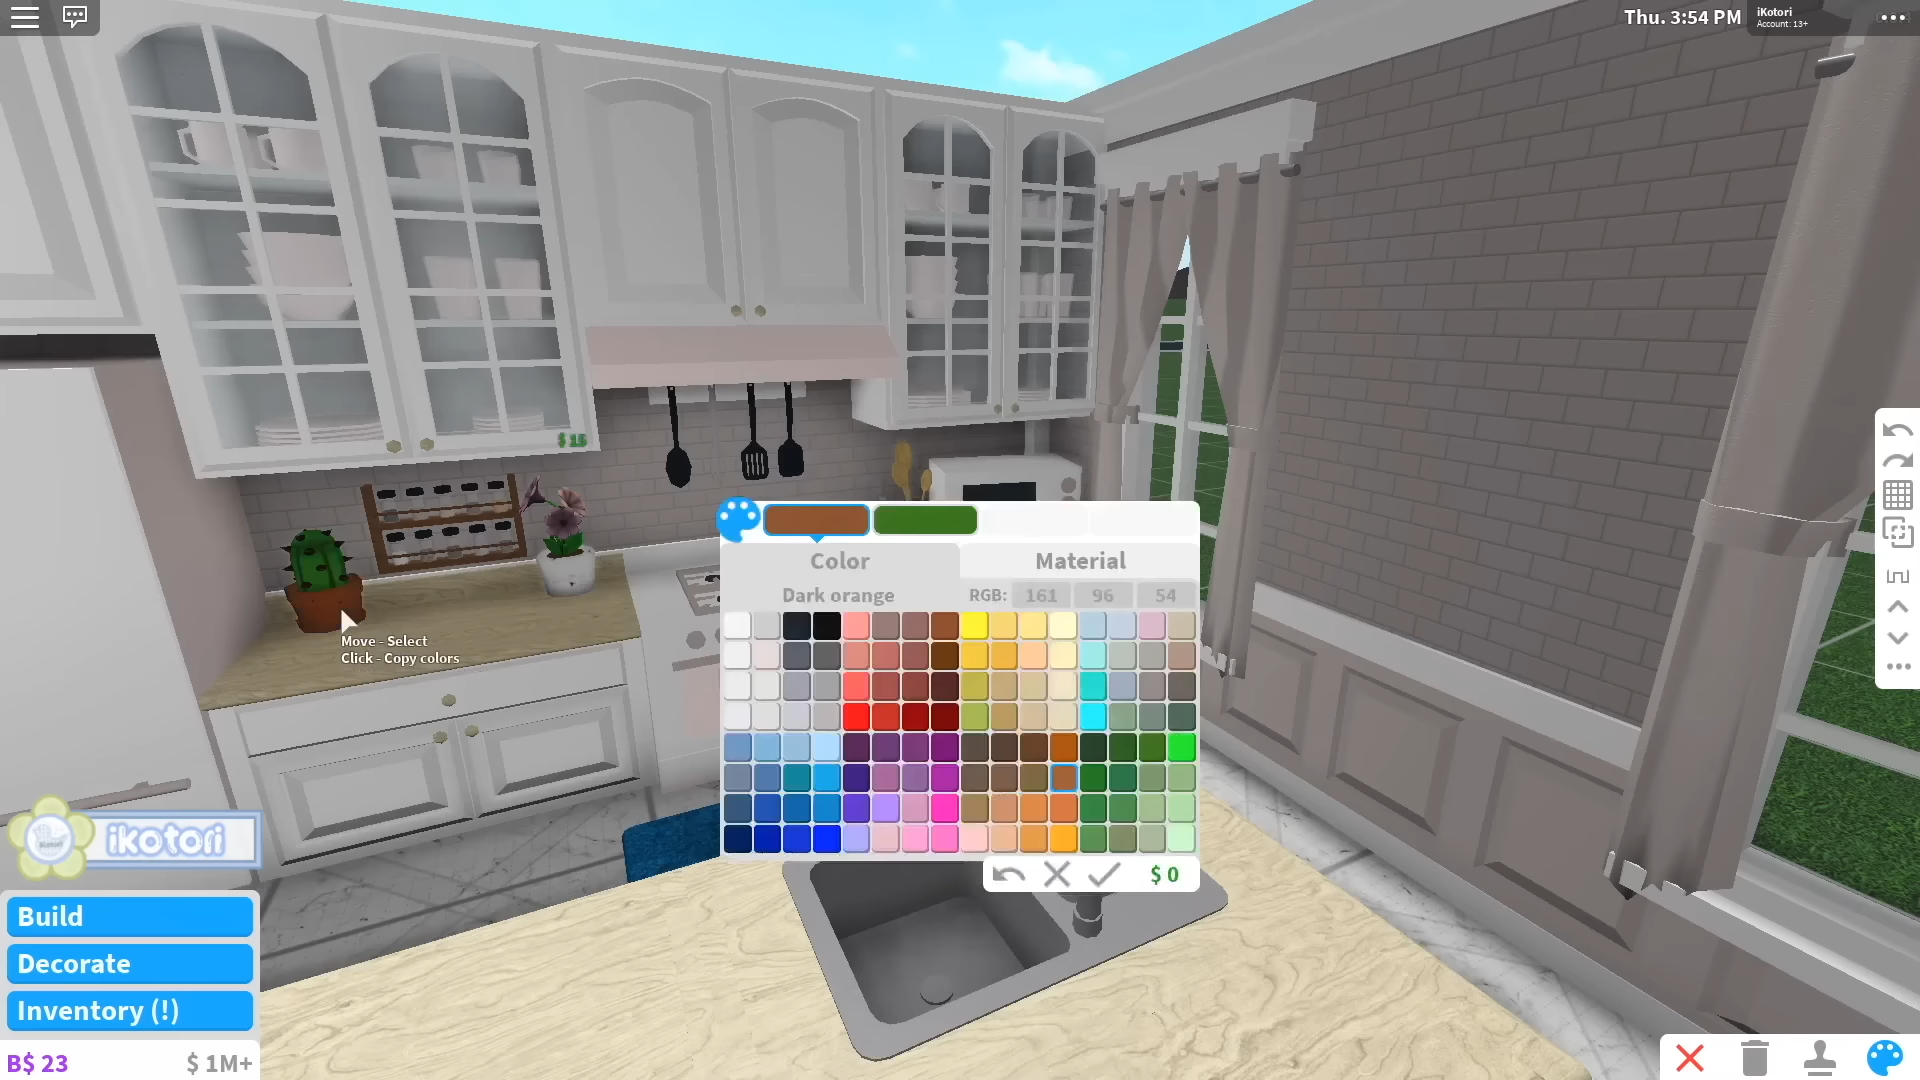 Thu. 3:54 PM
iKotori
Account: 13+
$ 15
Move - Select
Click - Copy colors
Color
Material
Dark orange
RGB: 161 96 54
$ 0
ikotori
Build
Decorate
Inventory (!)
B$ 23
$ 1M+